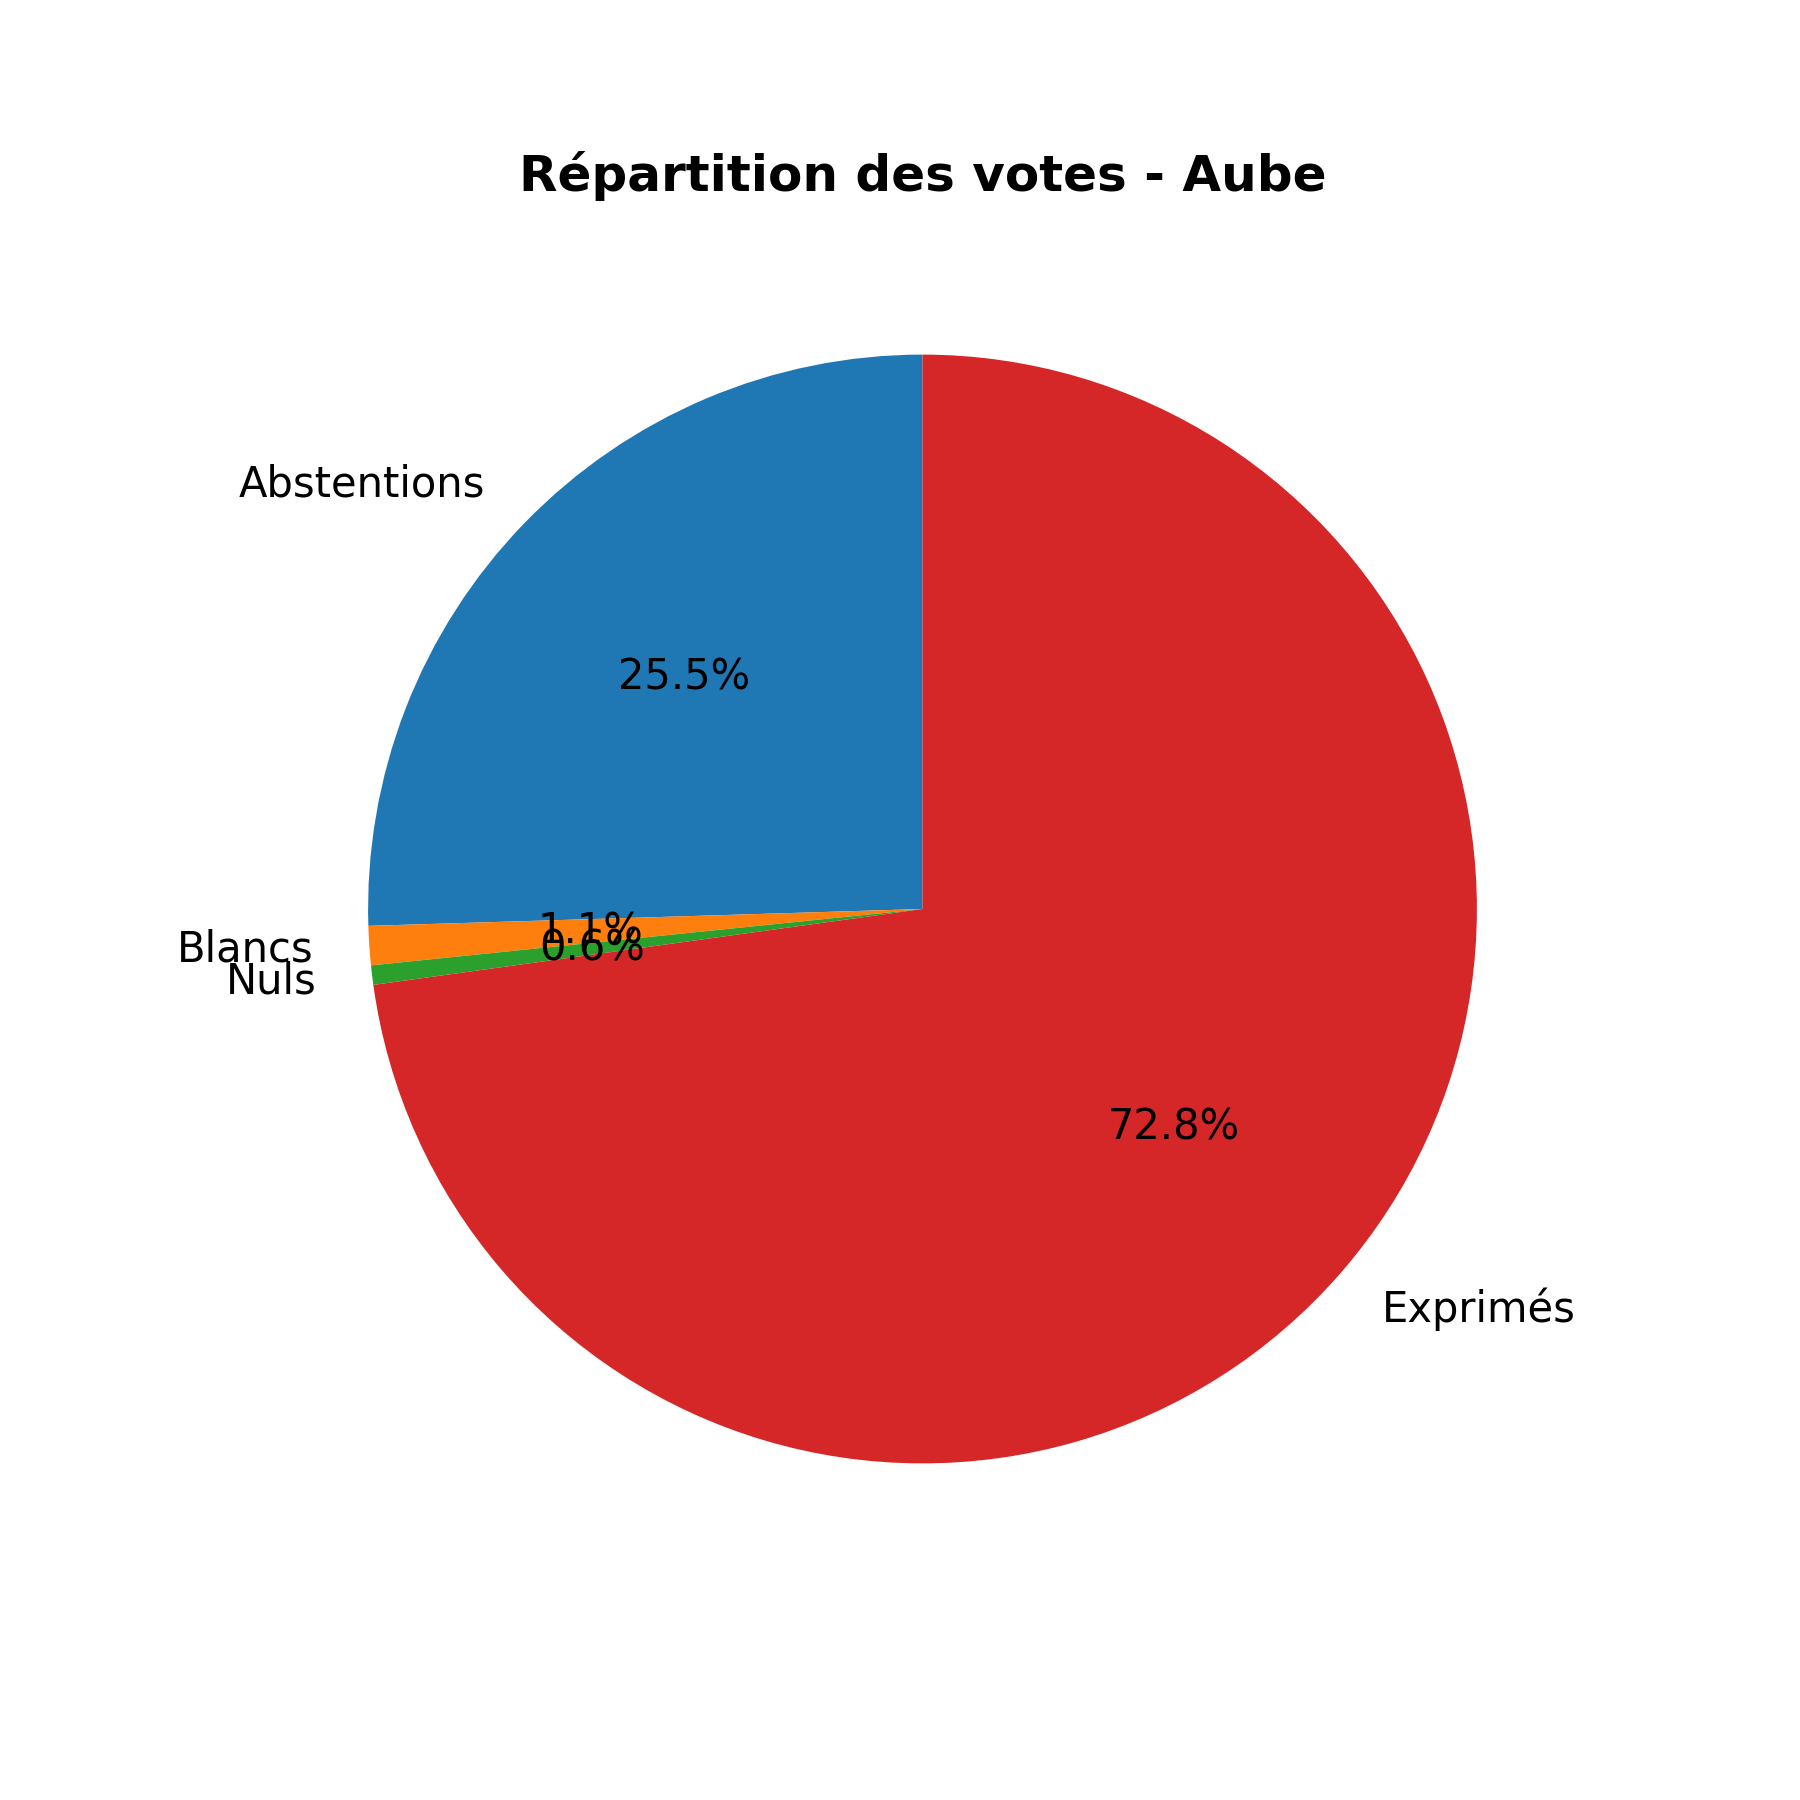 Répartition des votes - Aube
Abstentions
25.5%
1.1%
Blancs
0.6%
Nuls
72.8%
Exprimés